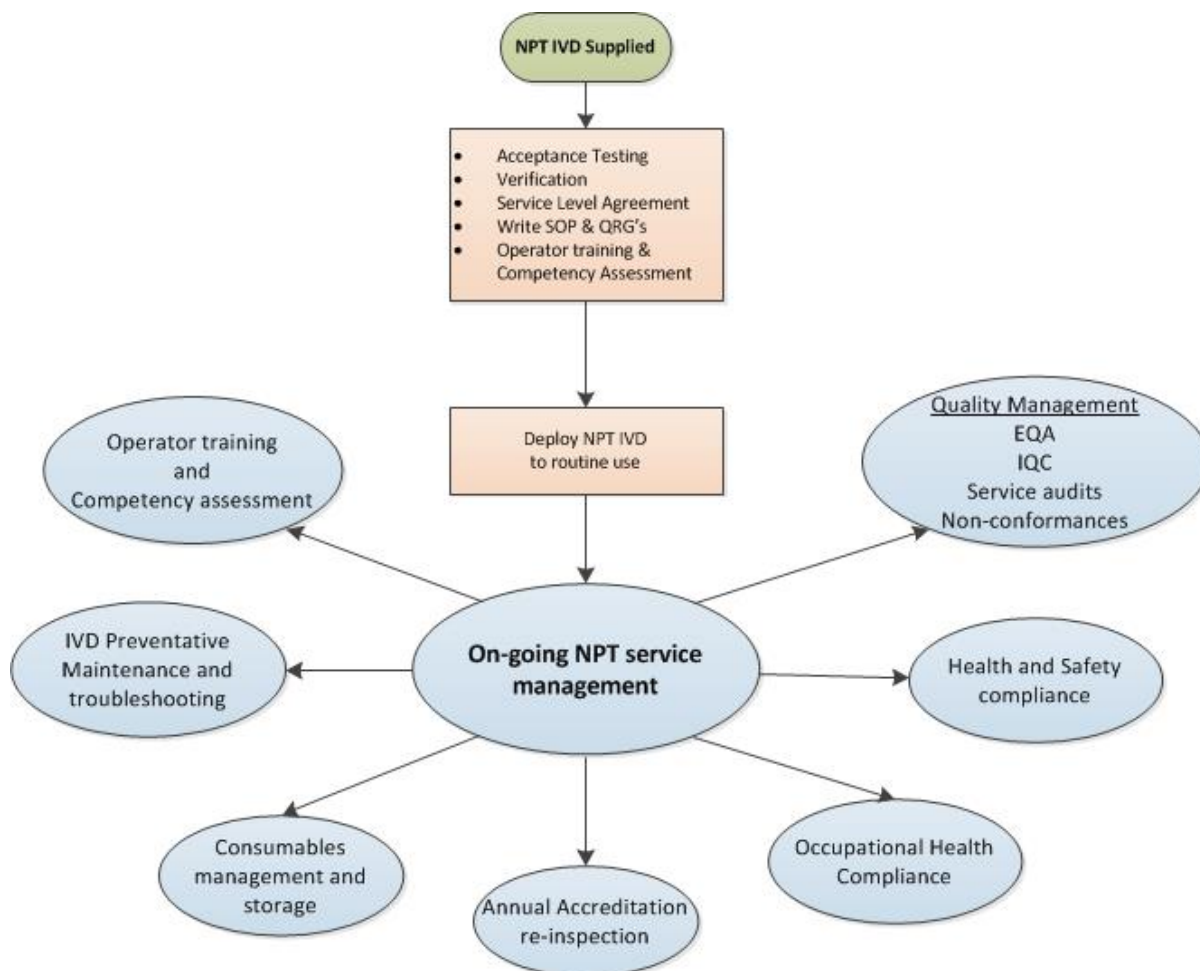 NPT IVD Supplied
• Acceptance Testing
• Verification
• Service Level Agreement
• Write SOP & QRG's
• Operator training &
Competency Assessment
Deploy NPT IVD
to routine use
Operator training
and
Competency assessment
Quality Management
EQA
IQC
Service audits
Non-conformances
IVD Preventative
Maintenance and
troubleshooting
On-going NPT service
management
Health and Safety
compliance
Consumables
management and
storage
Annual Accreditation
re-inspection
Occupational Health
Compliance